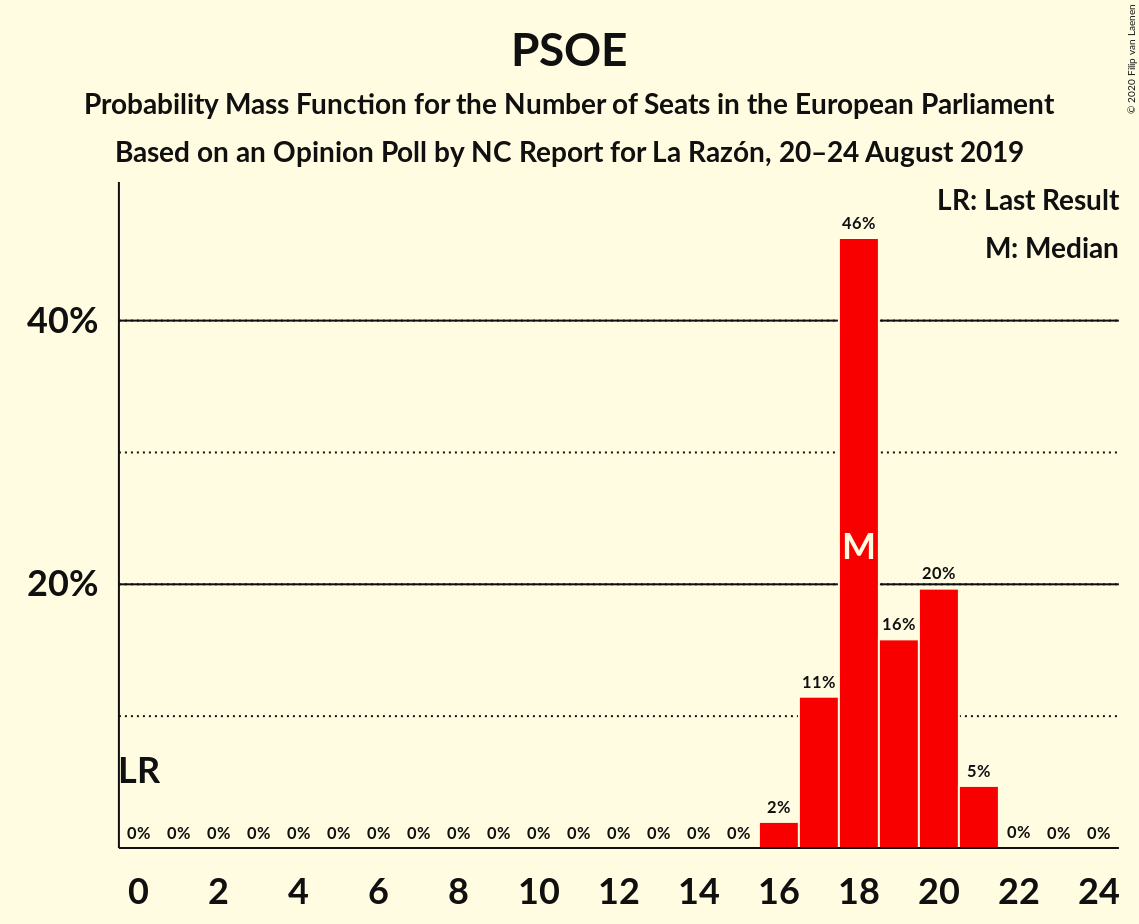 PSOE
Probability Mass Function for the Number of Seats in the European Parliament
Based on an Opinion Poll by NC Report for La Razón, 20–24 August 2019
© 2020 Filip van Laenen
LR: Last Result
M: Median
46%
40%
M
20%
20%
16%
11%
LR
5%
2%
0% 0% 0% 0% 0% 0% 0% 0% 0% 0% 0% 0% 0% 0% 0% 0% 0% 0% 0%
0 2 4 6 8 10 12 14 16 18 20 22 24